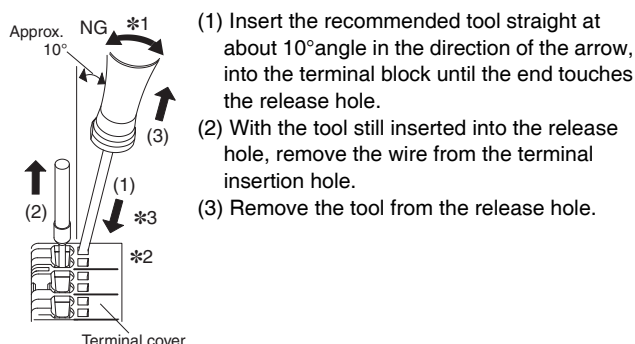 Approx.
10°
NG *1
(3)
(1)
(2)
*3
*2
Terminal cover
(1) Insert the recommended tool straight at
about 10°angle in the direction of the arrow,
into the terminal block until the end touches
the release hole.
(2) With the tool still inserted into the release
hole, remove the wire from the terminal
insertion hole.
(3) Remove the tool from the release hole.